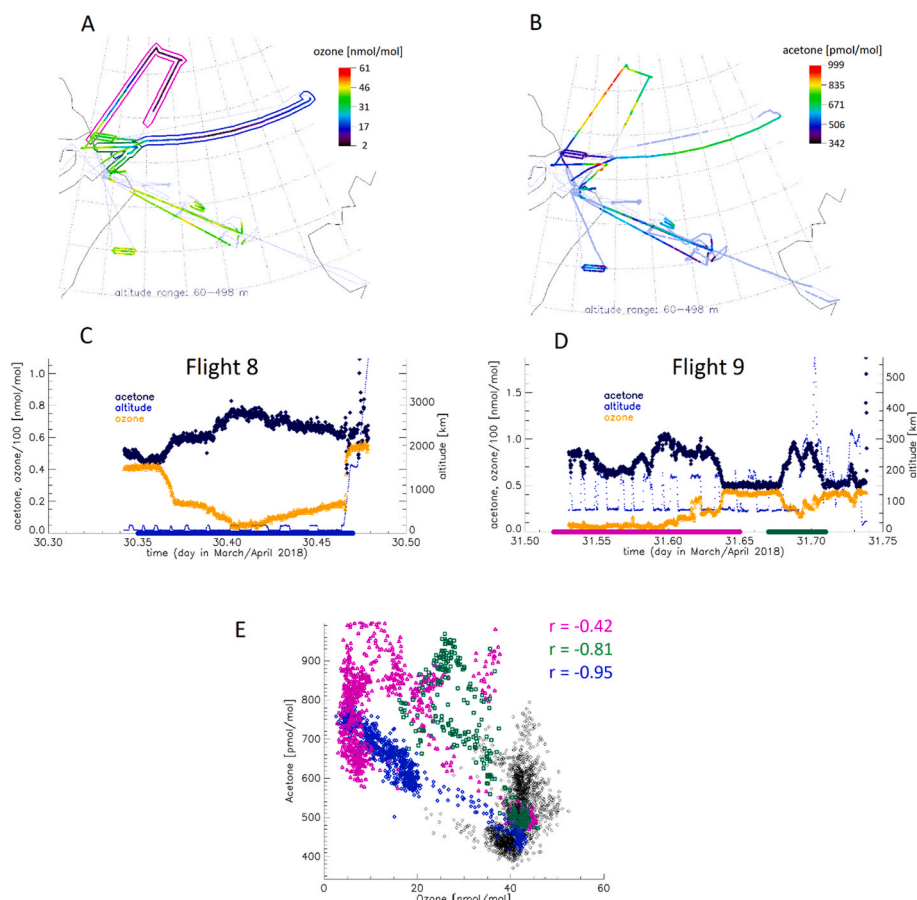 A
B
ozone [nmol/mol]
61
46
31
17
2
acetone [pmol/mol]
999
835
671
506
342
altitude range: 60–498 m
altitude range: 60–498 m
C
D
Flight 8
Flight 9
acetone
altitude
ozone
acetone
altitude
ozone
acetone, ozone/100 [nmol/mol]
1.0
0.8
0.6
0.4
0.2
0.0
3000
2000
1000
0
altitude [km]
30.30
30.35
30.40
30.45
30.50
time (day in March/April 2018)
acetone, ozone/100 [nmol/mol]
1.5
1.0
0.5
0.0
500
400
300
200
100
0
altitude [km]
31.50
31.55
31.60
31.65
31.70
31.75
time (day in March/April 2018)
E
r = -0.42
r = -0.81
r = -0.95
Acetone [pmol/mol]
900
800
700
600
500
400
0
20
40
60
Ozone [nmol/mol]